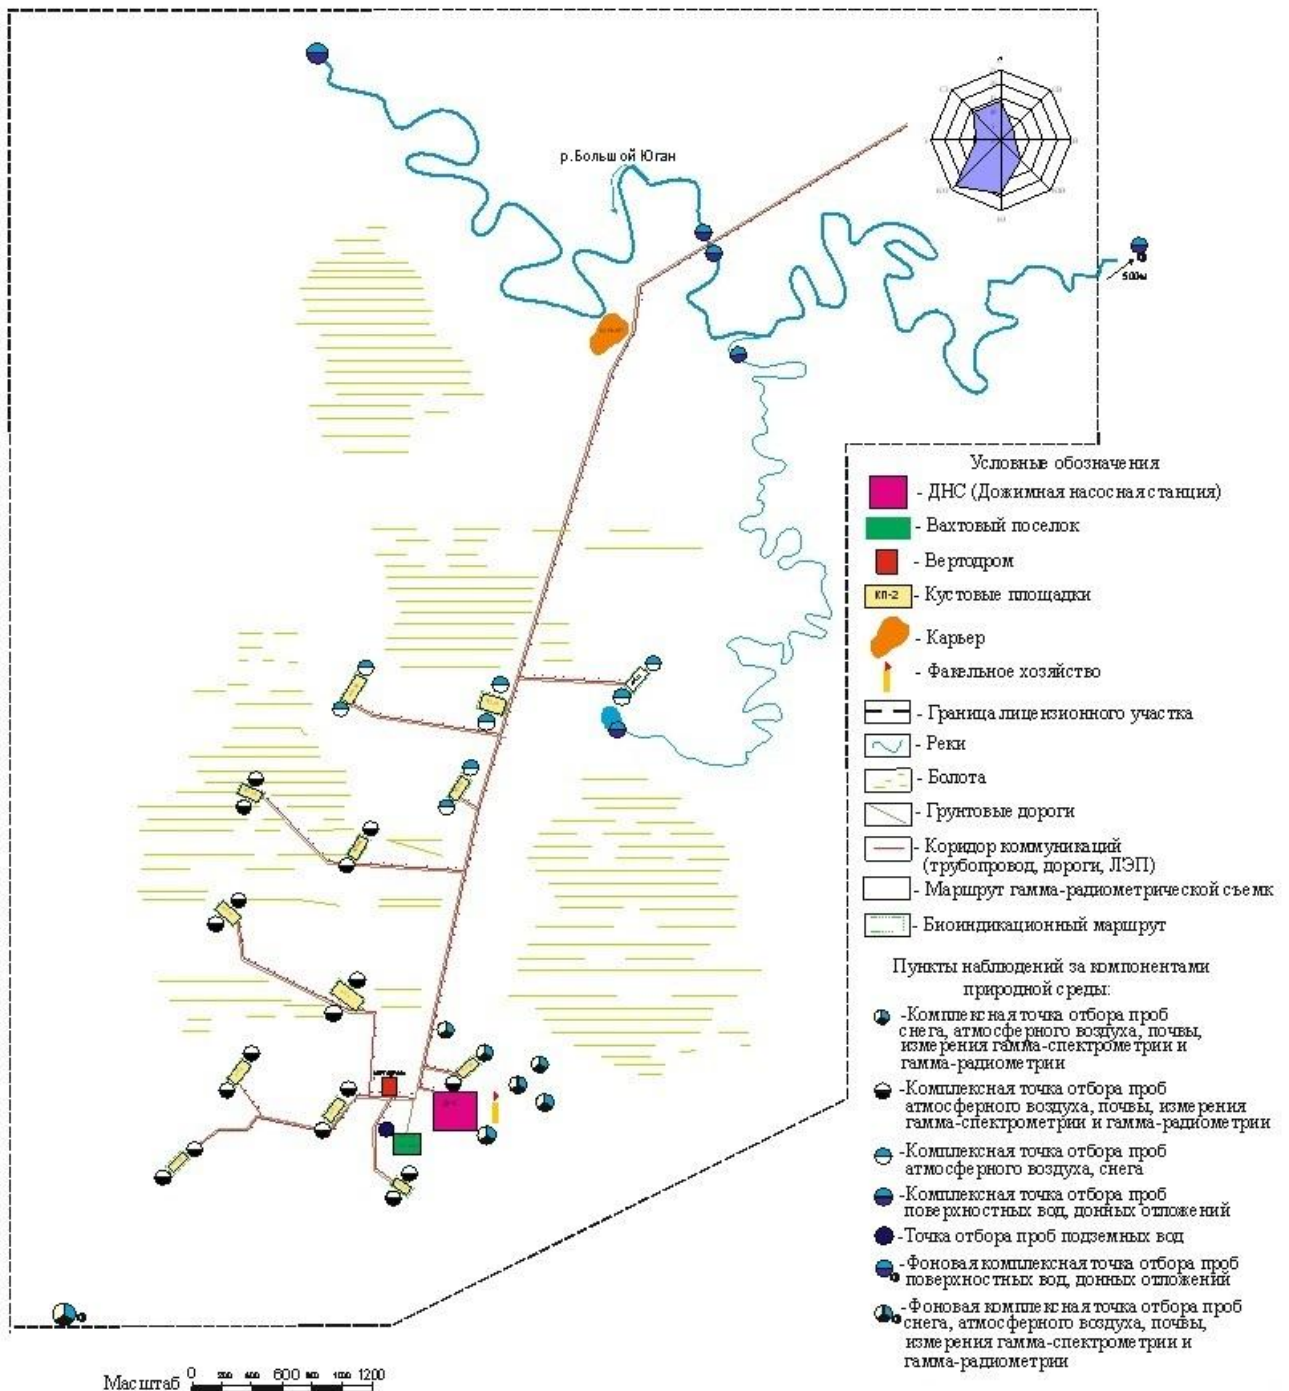 р.Большой Юган
500м
Условные обозначения
- ДНС (Дожимная насосная станция)
- Вахтовый поселок
- Вертодром
КП-2 - Кустовые площадки
- Карьер
- Факельное хозяйство
- Граница лицензионного участка
- Реки
- Болота
- Грунтовые дороги
- Коридор коммуникаций
(трубопровод, дороги, ЛЭП)
- Маршрут гамма-радиометрической съемк
- Биоиндикационный маршрут
Пункты наблюдений за компонентами
природной среды:
-Комплексная точка отбора проб
снега, атмосферного воздуха, почвы,
измерения гамма-спектрометрии и
гамма-радиометрии
-Комплексная точка отбора проб
атмосферного воздуха, почвы, измерения
гамма-спектрометрии и гамма-радиометрии
-Комплексная точка отбора проб
атмосферного воздуха, снега
-Комплексная точка отбора проб
поверхностных вод, донных отложений
-Точка отбора проб подземных вод
-Фоновая комплексная точка отбора проб
поверхностных вод, донных отложений
-Фоновая комплексная точка отбора проб
снега, атмосферного воздуха, почвы,
измерения гамма-спектрометрии и
гамма-радиометрии
Масштаб 0 200 400 600 800 1200